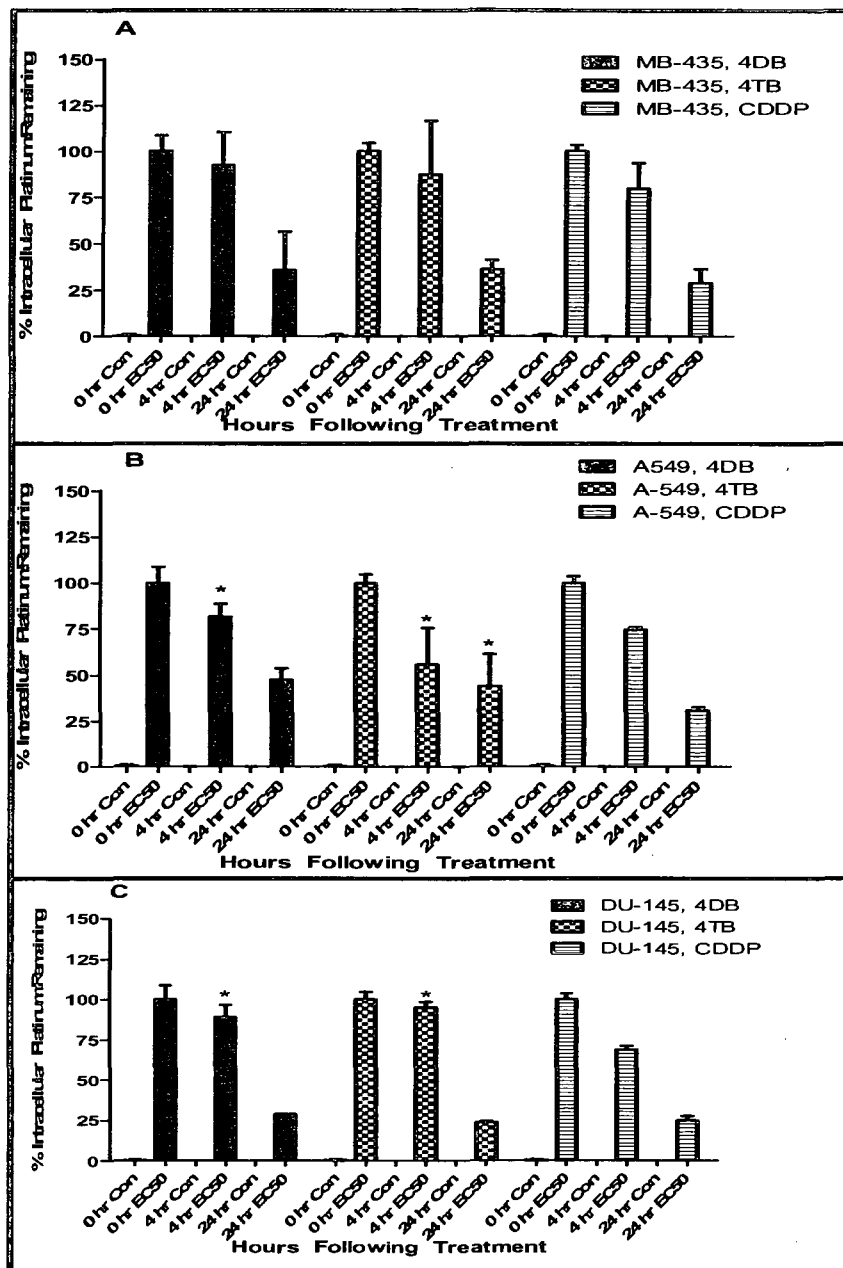 A
MB-435, 4DB
MB-435, 4TB
MB-435, CDDP
% Intracellular Platinum Remaining
150
125
100
75
50
25
0
0 hr Con
0 hr EC50
4 hr Con
4 hr EC50
24 hr Con
24 hr EC50
0 hr Con
0 hr EC50
4 hr Con
4 hr EC50
24 hr Con
24 hr EC50
0 hr Con
0 hr EC50
4 hr Con
4 hr EC50
24 hr Con
24 hr EC50
Hours Following Treatment
B
A549, 4DB
A-549, 4TB
A-549, CDDP
% Intracellular Platinum Remaining
150
125
100
75
50
25
0
*
*
*
0 hr Con
0 hr EC50
4 hr Con
4 hr EC50
24 hr Con
24 hr EC50
0 hr Con
0 hr EC50
4 hr Con
4 hr EC50
24 hr Con
24 hr EC50
0 hr Con
0 hr EC50
4 hr Con
4 hr EC50
24 hr Con
24 hr EC50
Hours Following Treatment
C
DU-145, 4DB
DU-145, 4TB
DU-145, CDDP
% Intracellular Platinum Remaining
150
125
100
75
50
25
0
*
*
0 hr Con
0 hr EC50
4 hr Con
4 hr EC50
24 hr Con
24 hr EC50
0 hr Con
0 hr EC50
4 hr Con
4 hr EC50
24 hr Con
24 hr EC50
0 hr Con
0 hr EC50
4 hr Con
4 hr EC50
24 hr Con
24 hr EC50
Hours Following Treatment